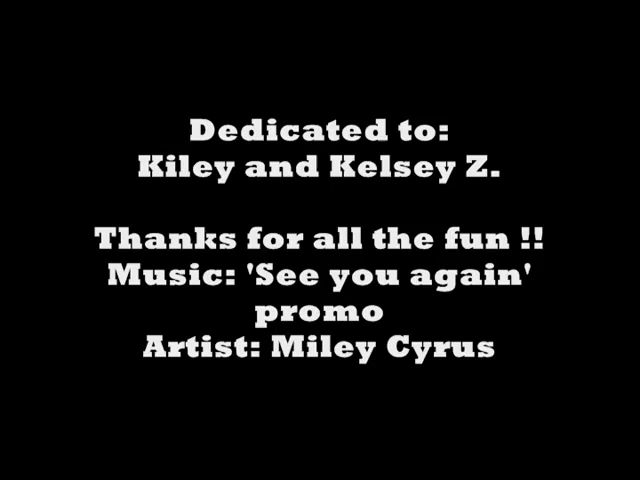 Dedicated to:
Kiley and Kelsey Z.
Thanks for all the fun !!
Music: 'See you again'
promo
Artist: Miley Cyrus